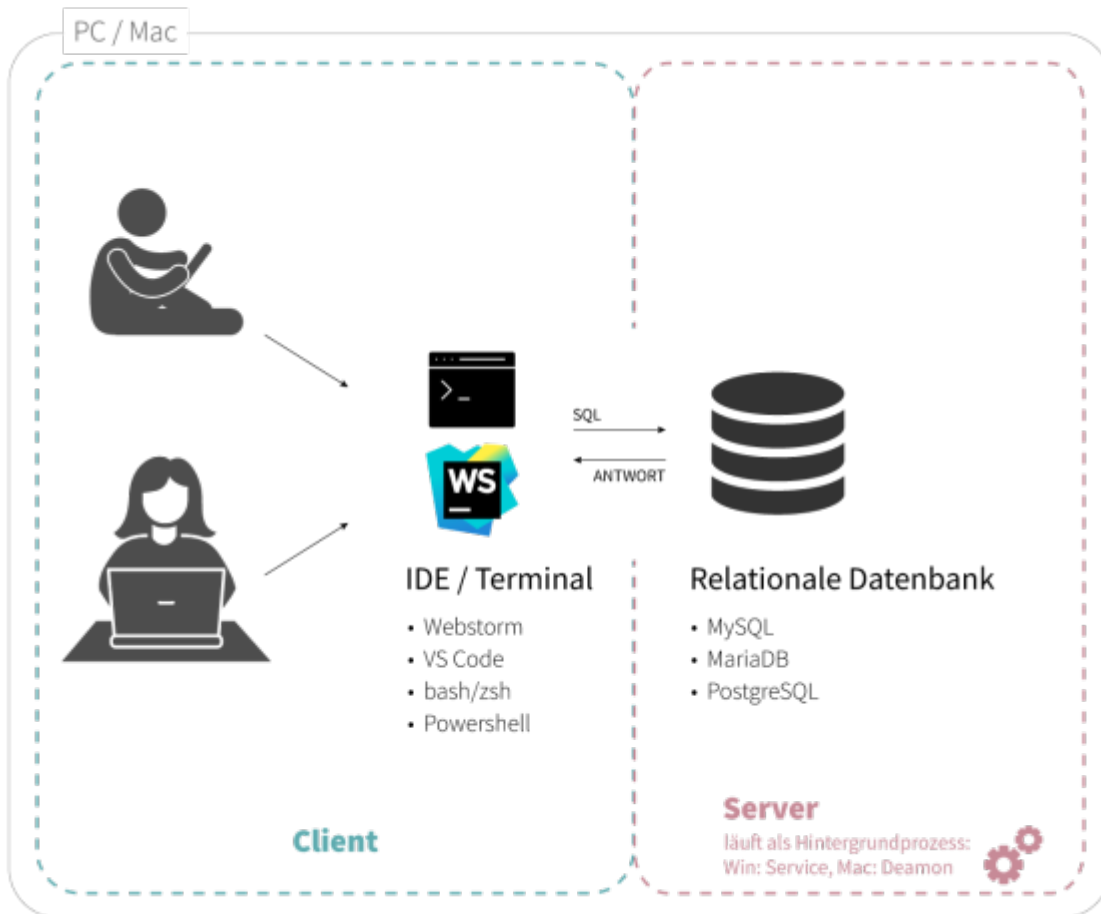 PC / Mac
SQL
ANTWORT
WS
IDE / Terminal
• Webstorm
• VS Code
• bash/zsh
• Powershell
Relationale Datenbank
• MySQL
• MariaDB
• PostgreSQL
Client
Server
läuft als Hintergrundprozess:
Win: Service, Mac: Deamon